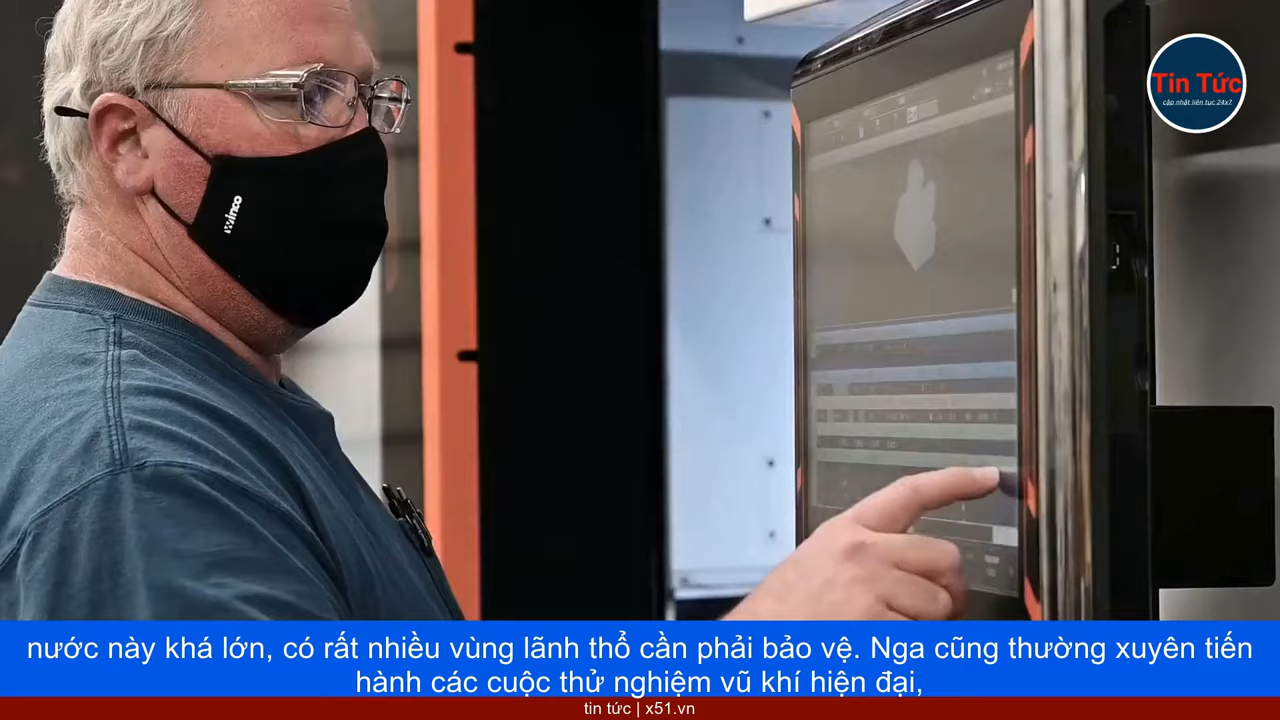 Tin Tức
cập.nhật.liên.tục.24x7
winco
nước này khá lớn, có rất nhiều vùng lãnh thổ cần phải bảo vệ. Nga cũng thường xuyên tiến
hành các cuộc thử nghiệm vũ khí hiện đại,
tin tức | x51.vn